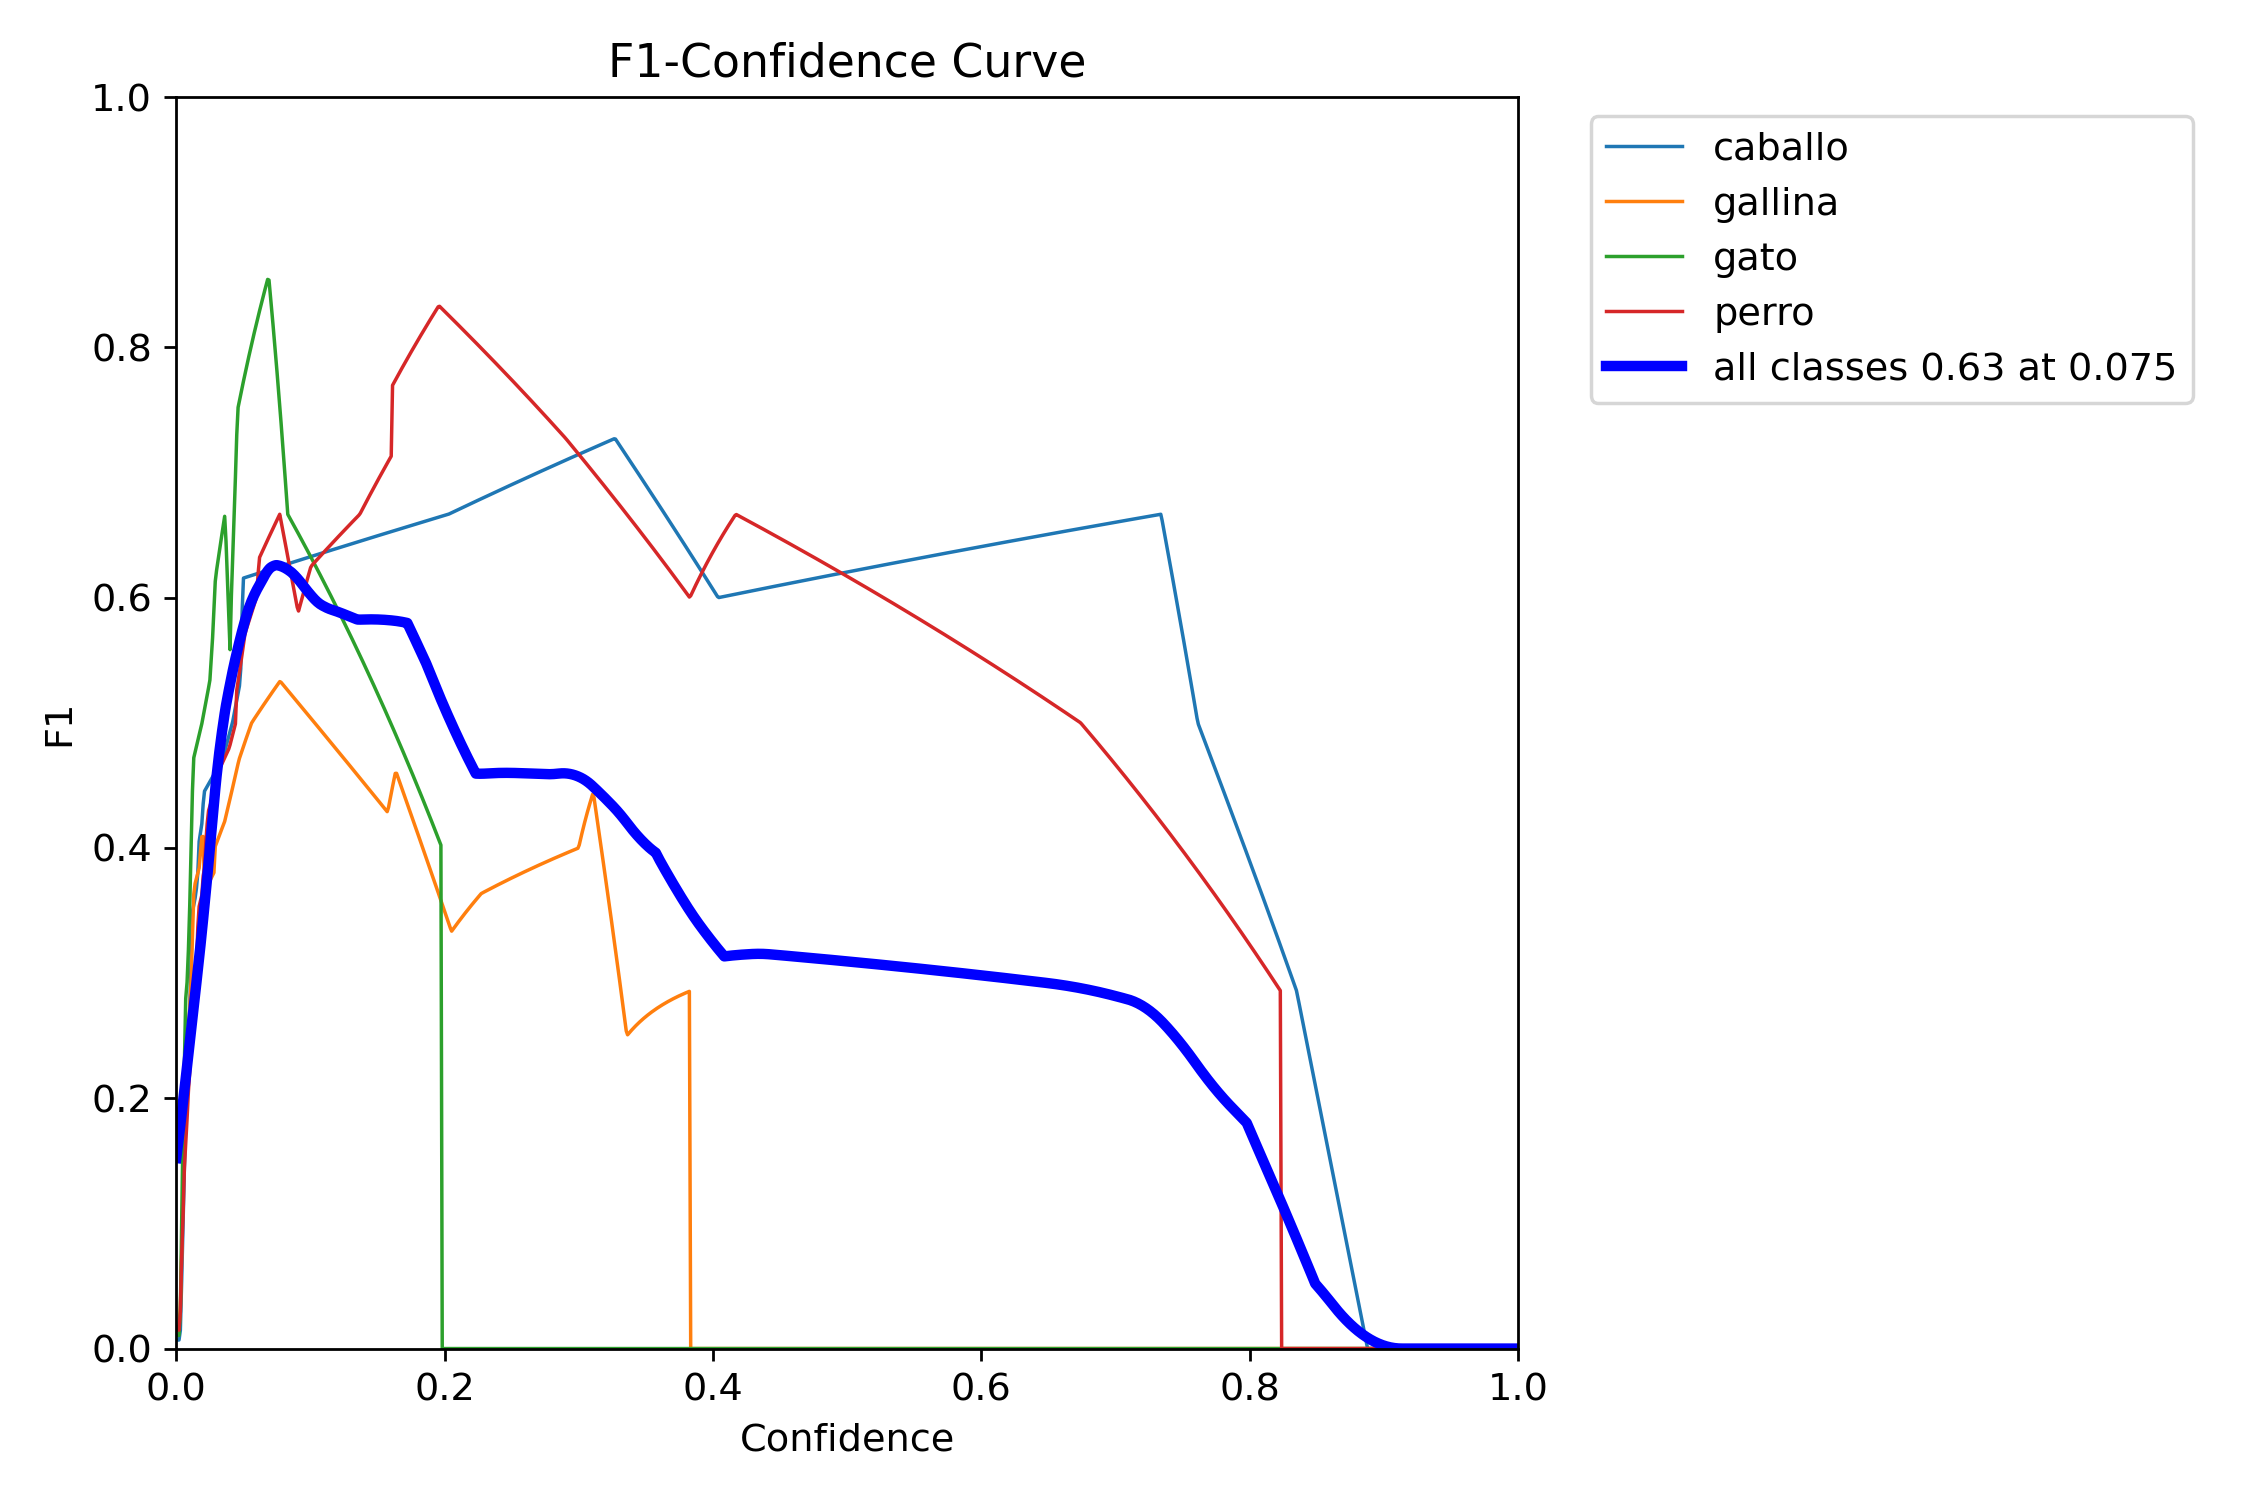 F1-Confidence Curve
1.0
0.8
0.6
0.4
0.2
0.0
F1
0.0 0.2 0.4 0.6 0.8 1.0
Confidence
caballo
gallina
gato
perro
all classes 0.63 at 0.075